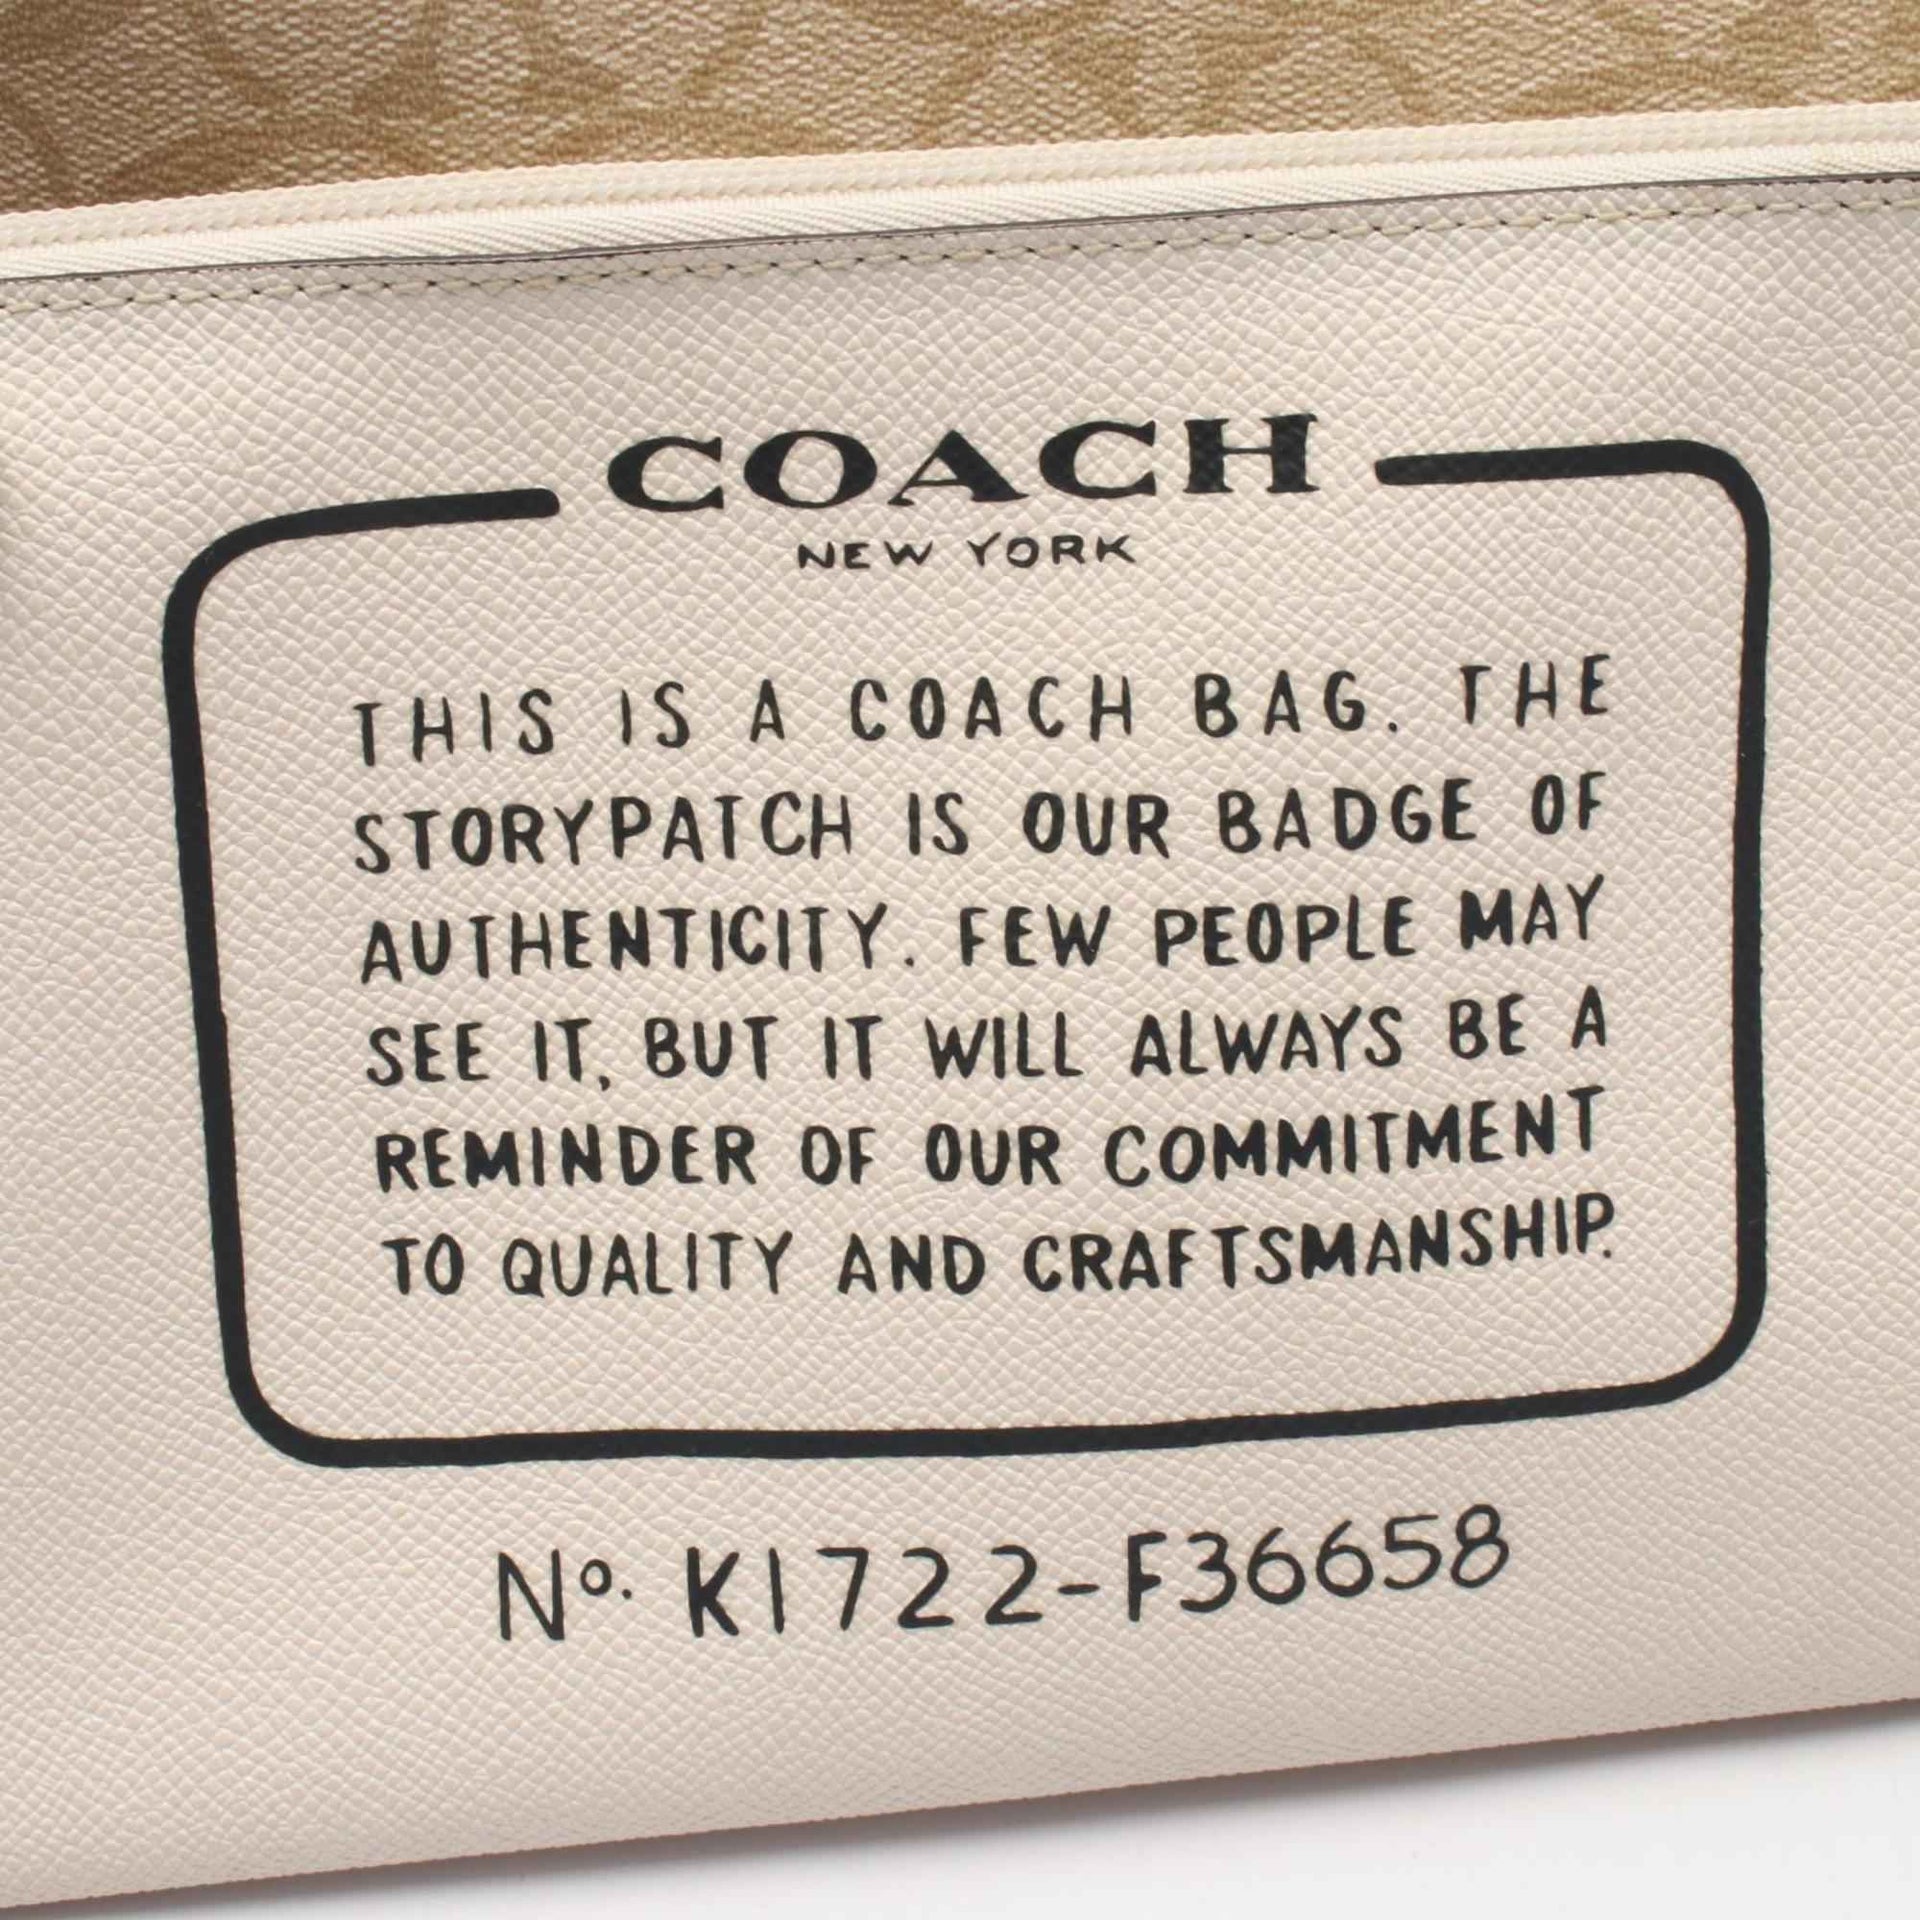 COACH
NEW YORK
THIS IS A COACH BAG. THE
STORYPATCH IS OUR BADGE OF
AUTHENTICITY. FEW PEOPLE MAY
SEE IT, BUT IT WILL ALWAYS BE A
REMINDER OF OUR COMMITMENT
TO QUALITY AND CRAFTSMANSHIP.
No. K1722-F36658